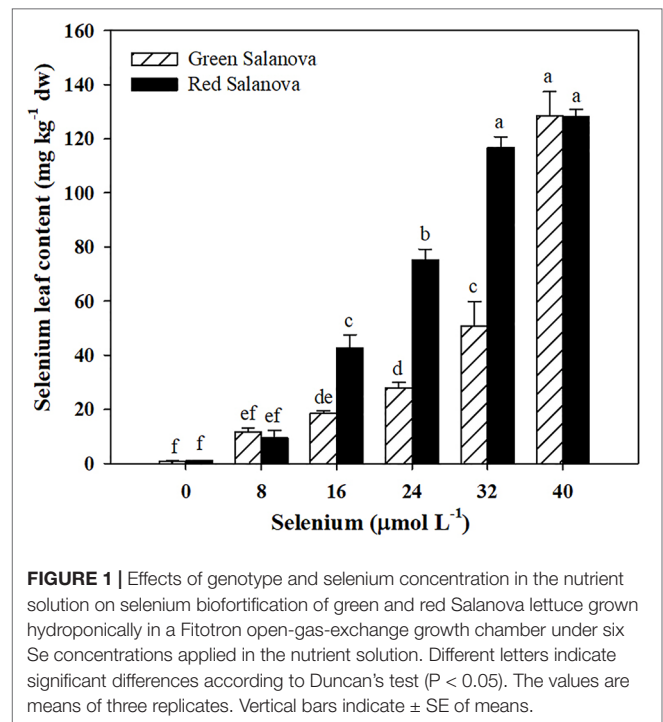 160
140
120
100
80
60
40
20
0
Selenium leaf content (mg kg⁻¹ dw)
Green Salanova
Red Salanova
f f ef ef de c d b c a a a
0 8 16 24 32 40
Selenium (μmol L⁻¹)
FIGURE 1 | Effects of genotype and selenium concentration in the nutrient
solution on selenium biofortification of green and red Salanova lettuce grown
hydroponically in a Fitotron open-gas-exchange growth chamber under six
Se concentrations applied in the nutrient solution. Different letters indicate
significant differences according to Duncan's test (P < 0.05). The values are
means of three replicates. Vertical bars indicate ± SE of means.